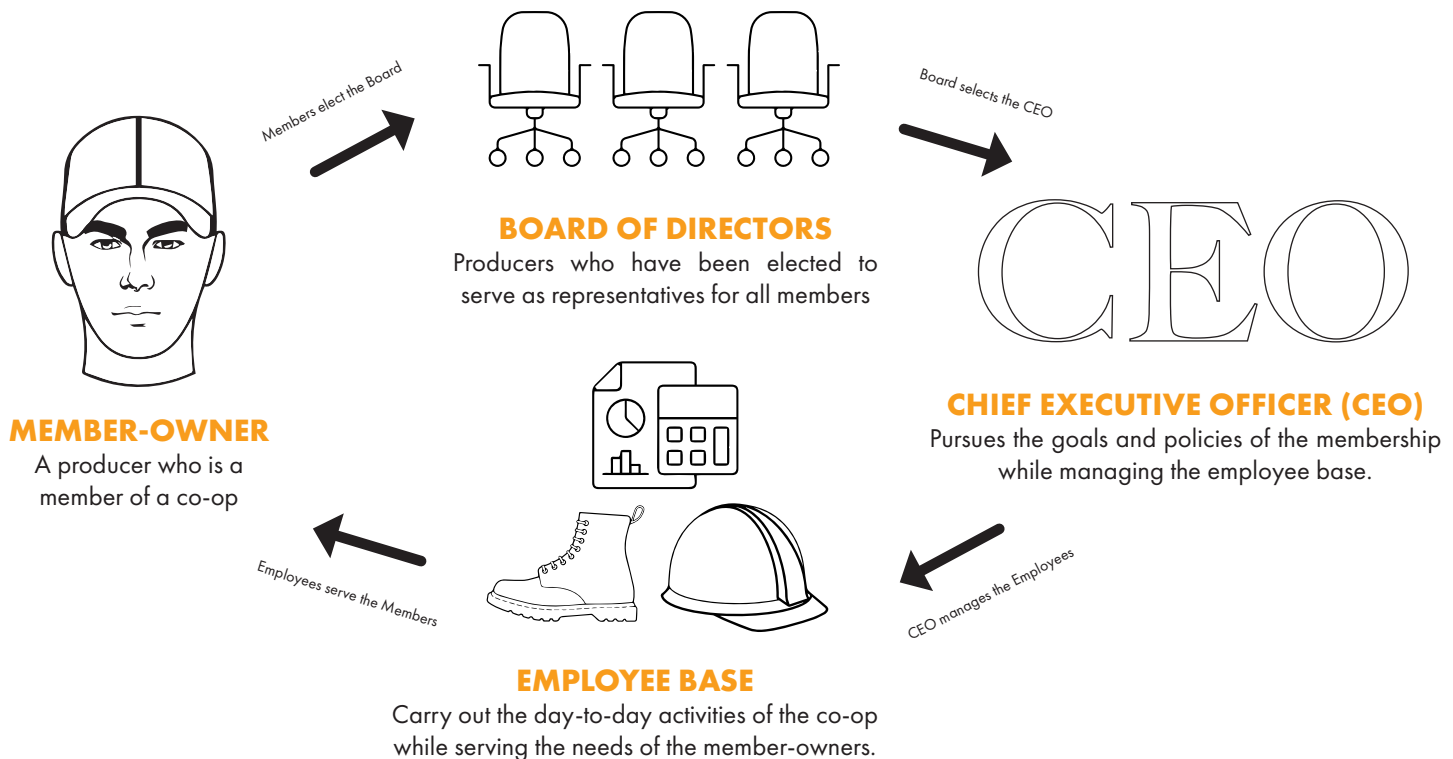 Members elect the Board
BOARD OF DIRECTORS
Producers who have been elected to
serve as representatives for all members
Board selects the CEO
CEO
CHIEF EXECUTIVE OFFICER (CEO)
Pursues the goals and policies of the membership
while managing the employee base.
CEO manages the Employees
EMPLOYEE BASE
Carry out the day-to-day activities of the co-op
while serving the needs of the member-owners.
Employees serve the Members
MEMBER-OWNER
A producer who is a
member of a co-op